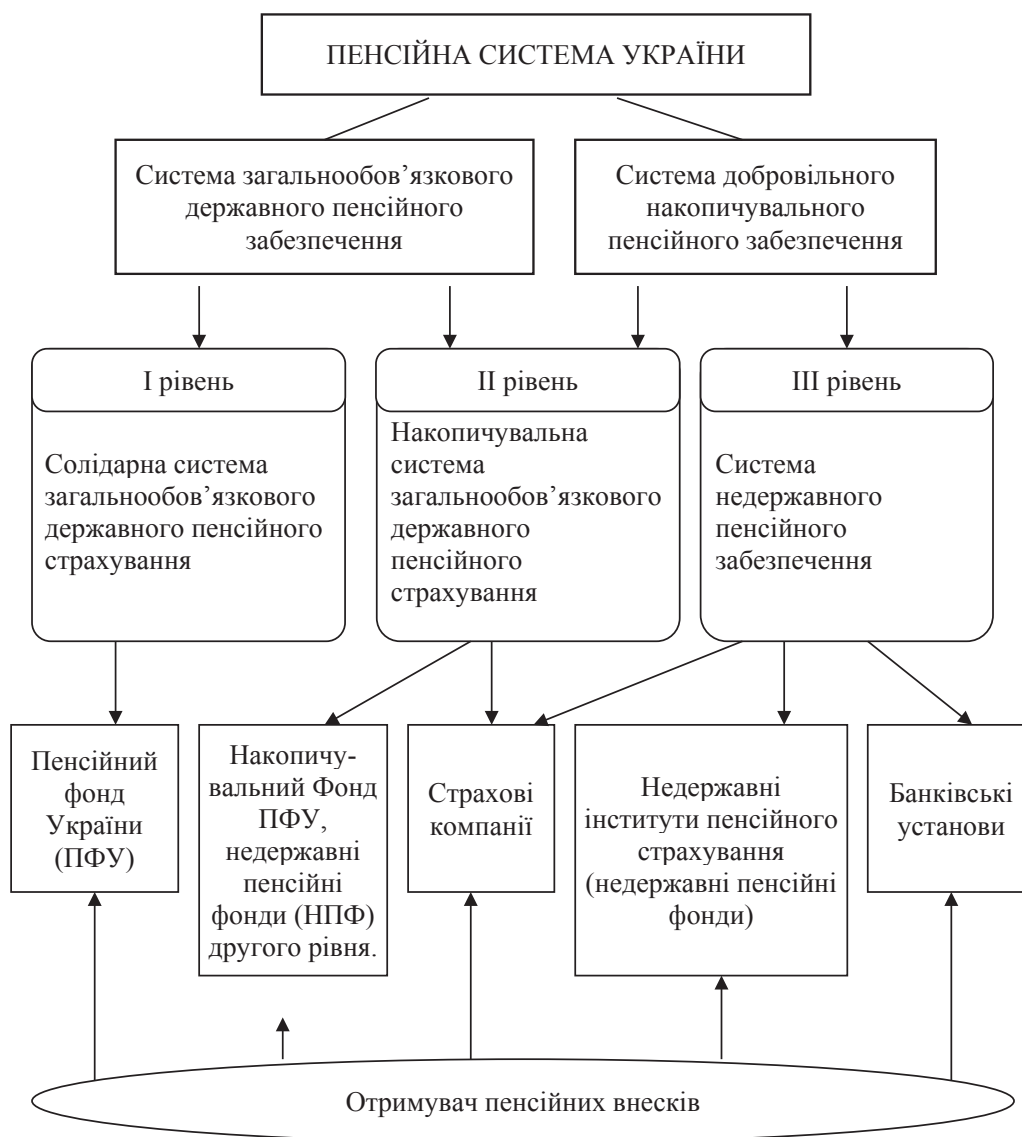 ПЕНСІЙНА СИСТЕМА УКРАЇНИ
Система загальнообов’язкового
державного пенсійного
забезпечення
Система добровільного
накопичувального
пенсійного забезпечення
І рівень
Солідарна система
загальнообов’язкового
державного пенсійного
страхування
ІІ рівень
Накопичувальна
система
загальнообов’язкового
державного
пенсійного
страхування
ІІІ рівень
Система
недержавного
пенсійного
забезпечення
Пенсійний
фонд
України
(ПФУ)
Накопичу-
вальний Фонд
ПФУ,
недержавні
пенсійні
фонди (НПФ)
другого рівня.
Страхові
компанії
Недержавні
інститути пенсійного
страхування
(недержавні пенсійні
фонди)
Банківські
установи
Отримувач пенсійних внесків